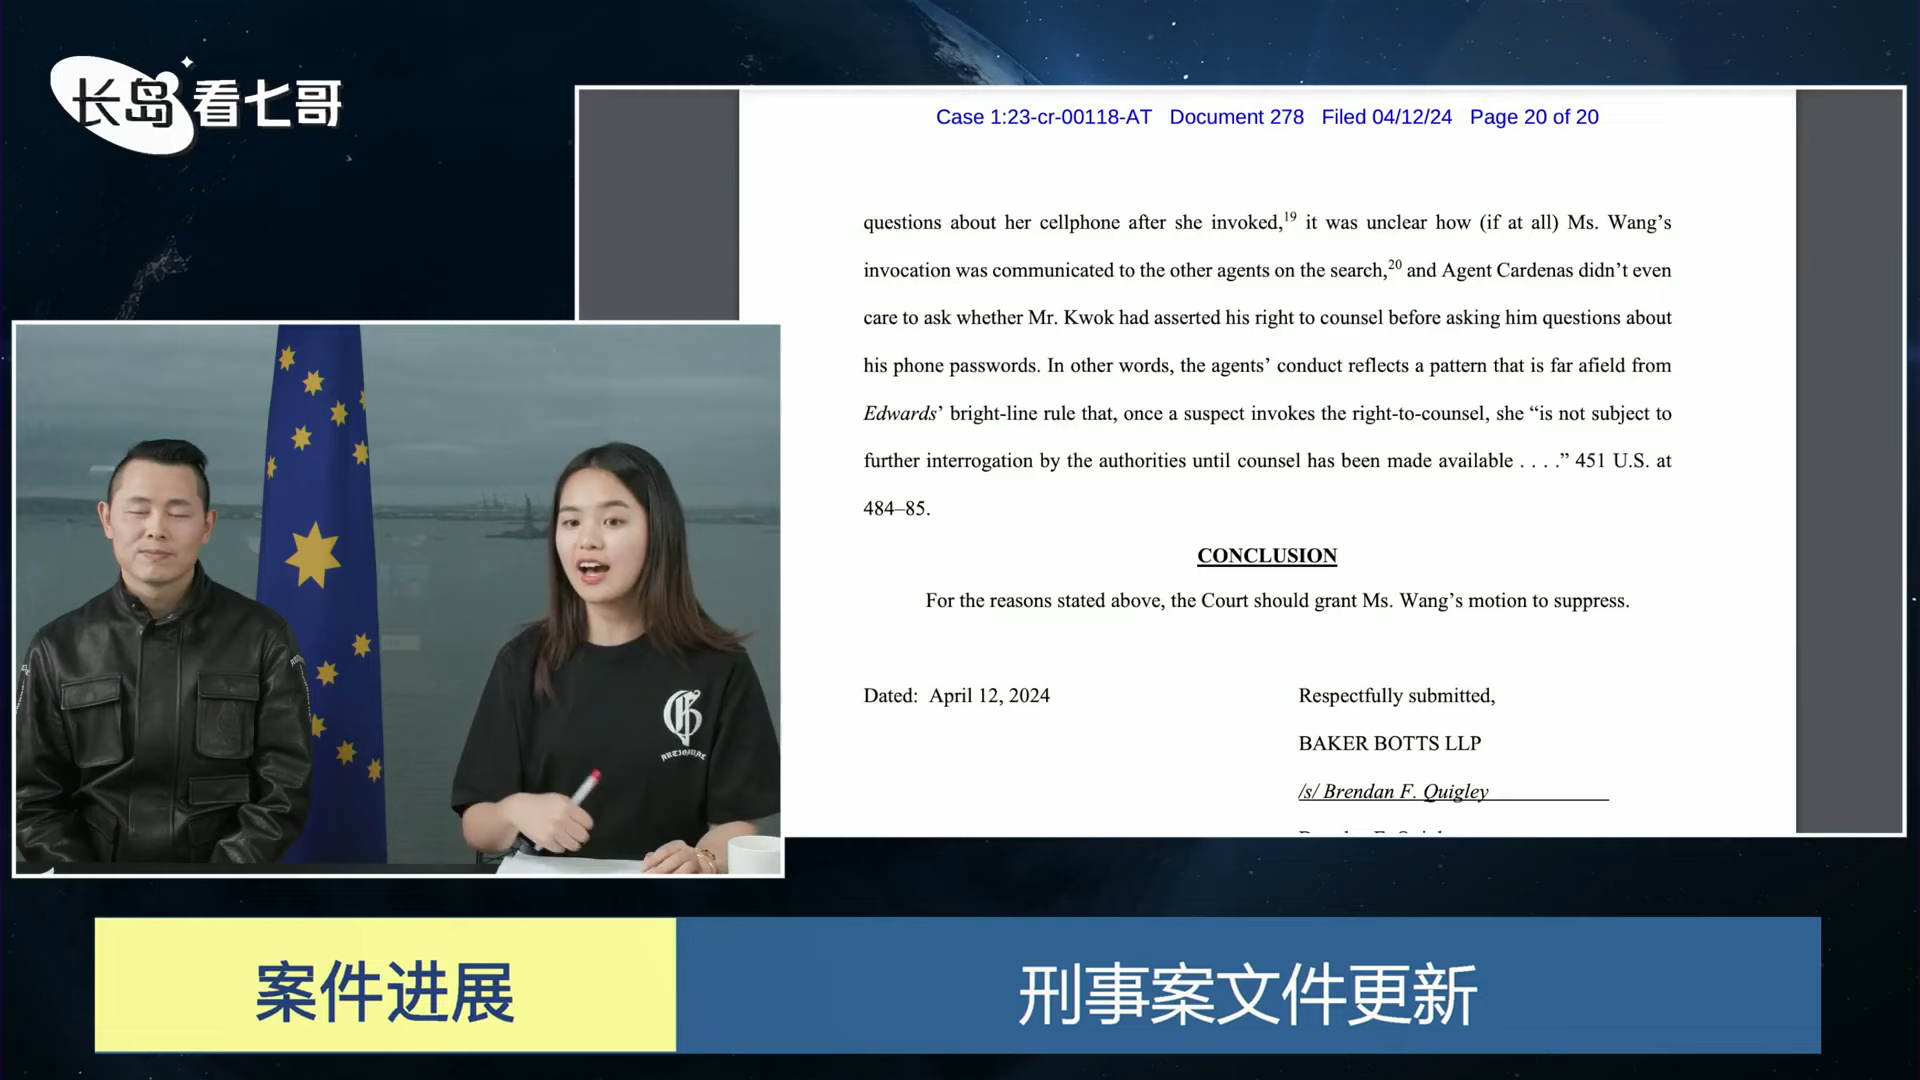 长岛看七哥
Case 1:23-cr-00118-AT Document 278 Filed 04/12/24 Page 20 of 20
questions about her cellphone after she invoked,19 it was unclear how (if at all) Ms. Wang’s
invocation was communicated to the other agents on the search,20 and Agent Cardenas didn’t even
care to ask whether Mr. Kwok had asserted his right to counsel before asking him questions about
his phone passwords. In other words, the agents’ conduct reflects a pattern that is far afield from
Edwards’ bright-line rule that, once a suspect invokes the right-to-counsel, she “is not subject to
further interrogation by the authorities until counsel has been made available . . . .” 451 U.S. at
484–85.
CONCLUSION
For the reasons stated above, the Court should grant Ms. Wang’s motion to suppress.
Dated: April 12, 2024
Respectfully submitted,
BAKER BOTTS LLP
/s/ Brendan F. Quigley
案件进展
刑事案文件更新